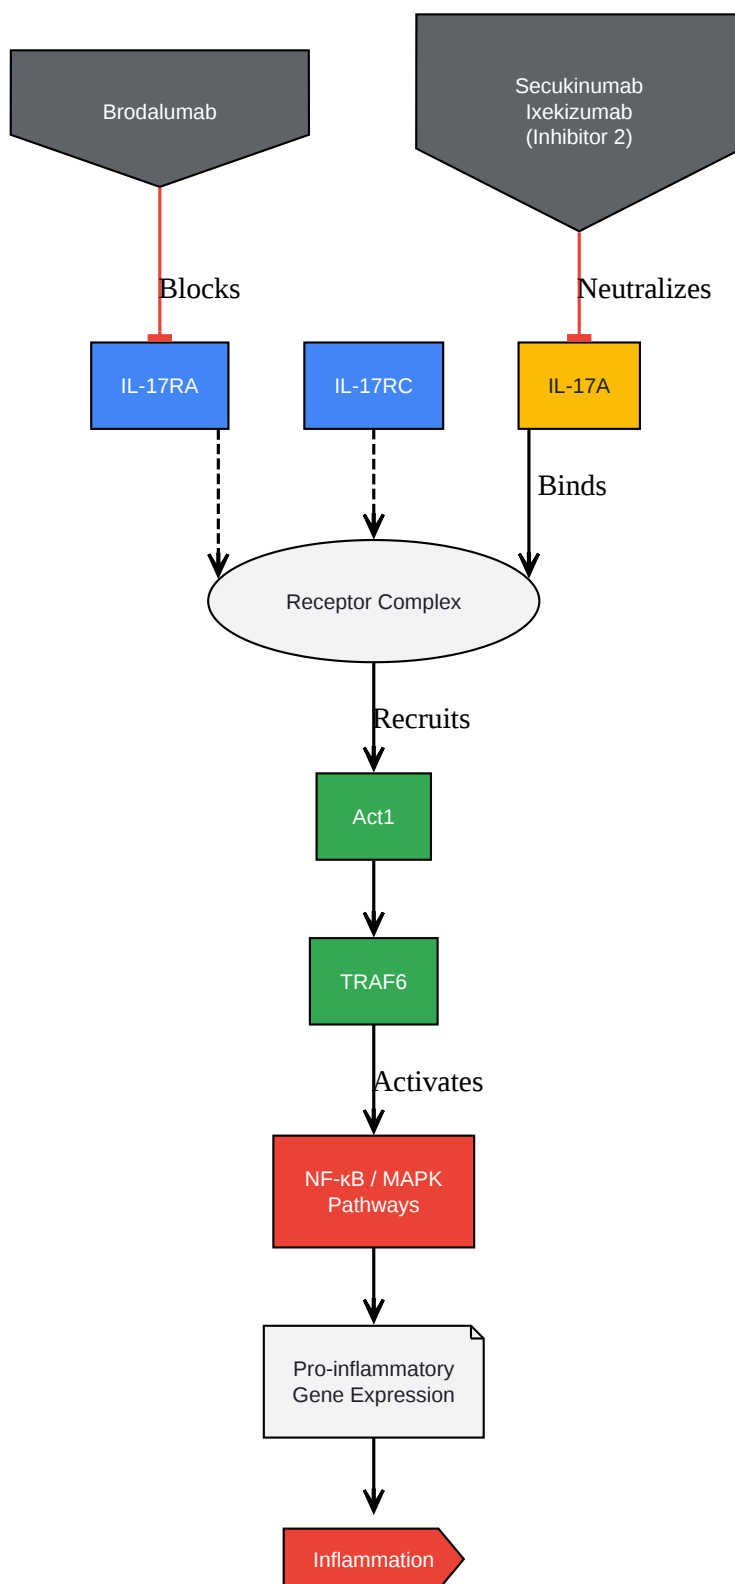 Brodalumab
Secukinumab
Ixekizumab
(Inhibitor 2)
Blocks
Neutralizes
IL-17RA
IL-17RC
IL-17A
Binds
Receptor Complex
Recruits
Act1
TRAF6
Activates
NF-κB / MAPK
Pathways
Pro-inflammatory
Gene Expression
Inflammation